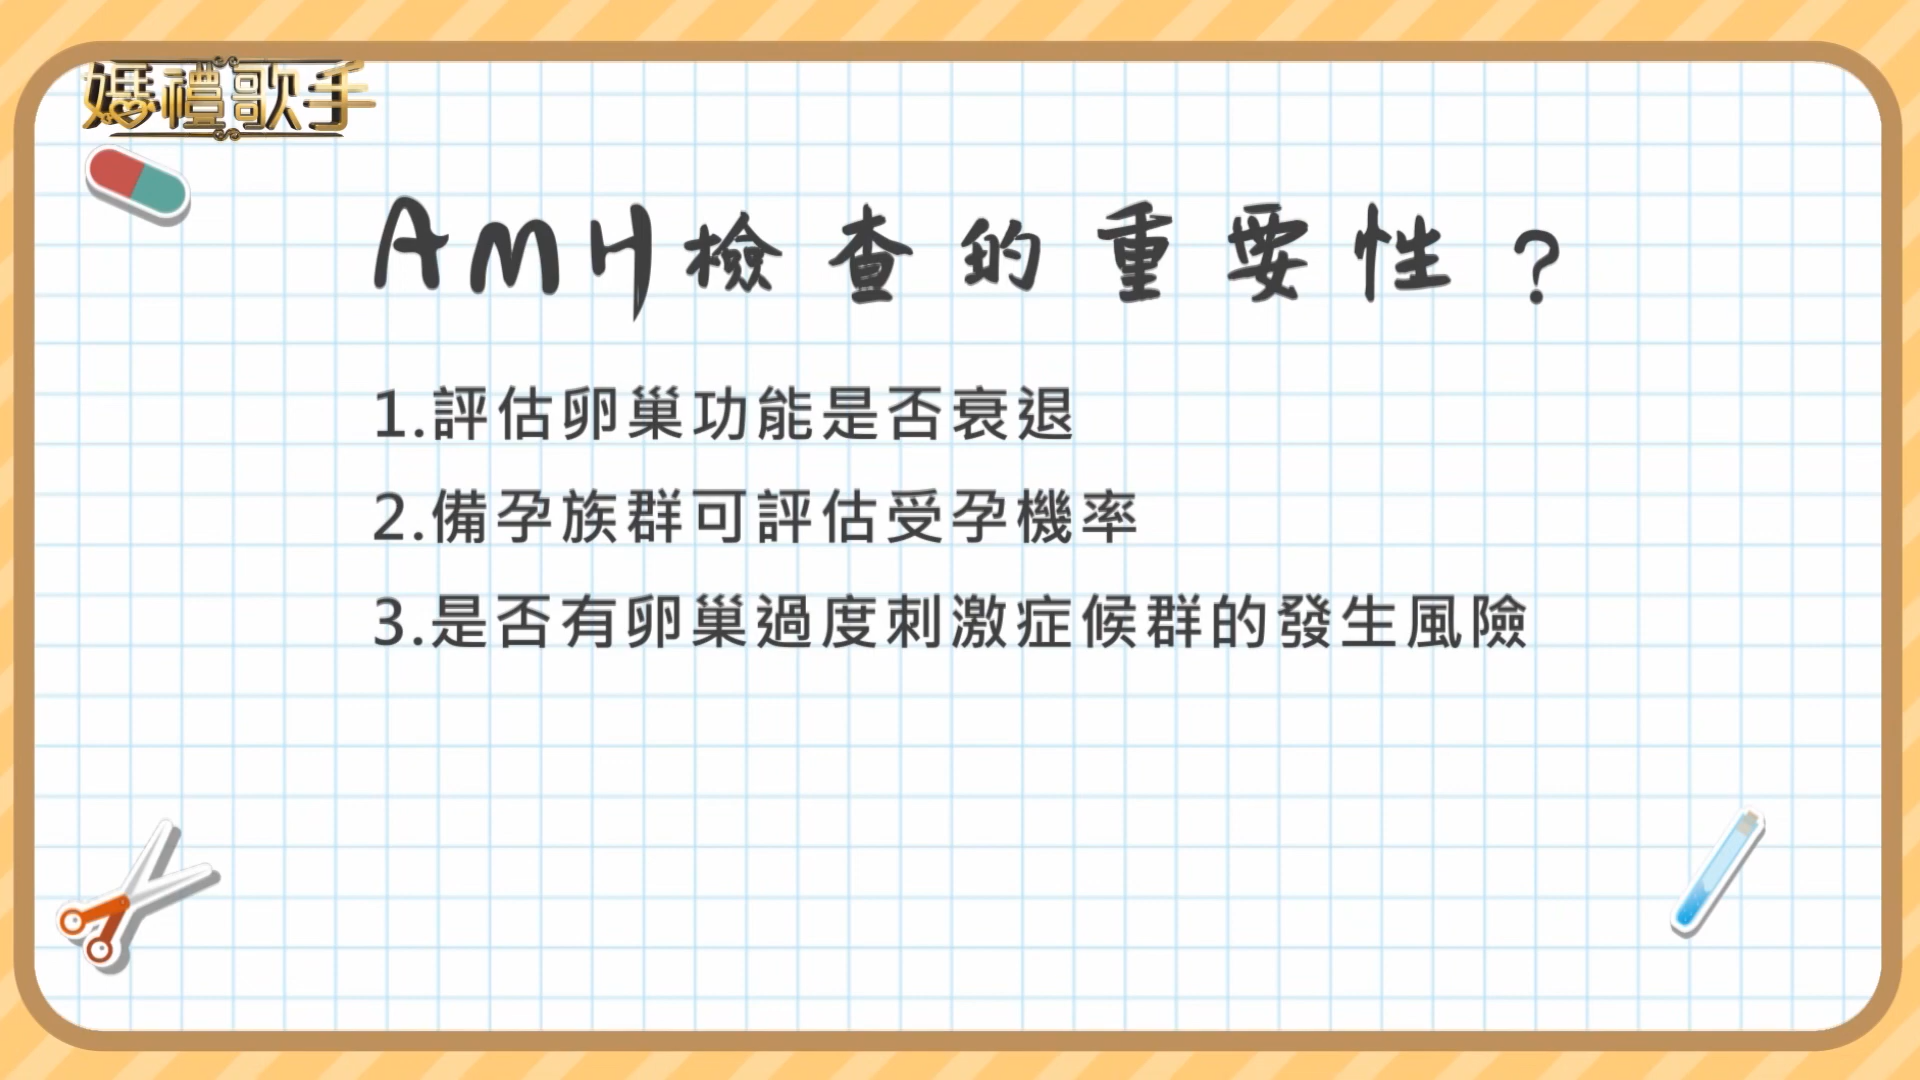 媽禮歌手
AMH檢查的重要性?
1.評估卵巢功能是否衰退
2.備孕族群可評估受孕機率
3.是否有卵巢過度刺激症候群的發生風險